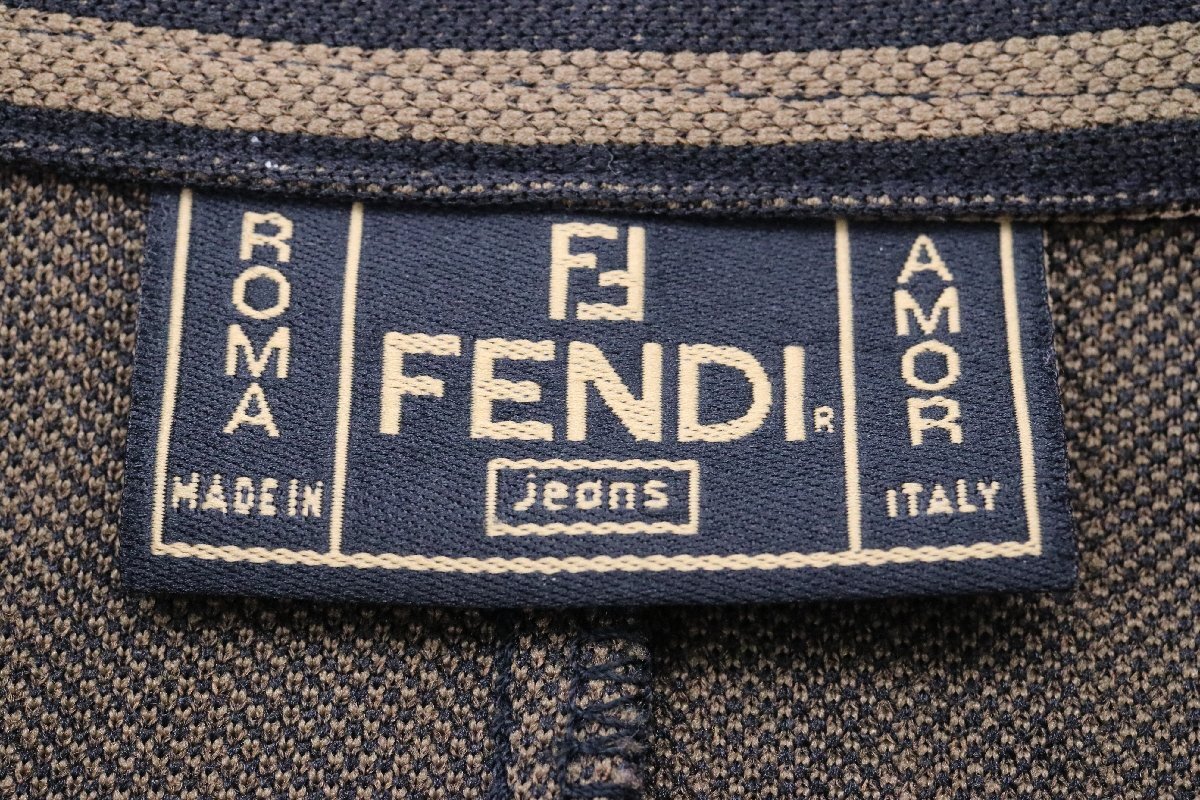 ROMA
MADE IN
FF
FENDI R
jeans
AMOR
ITALY